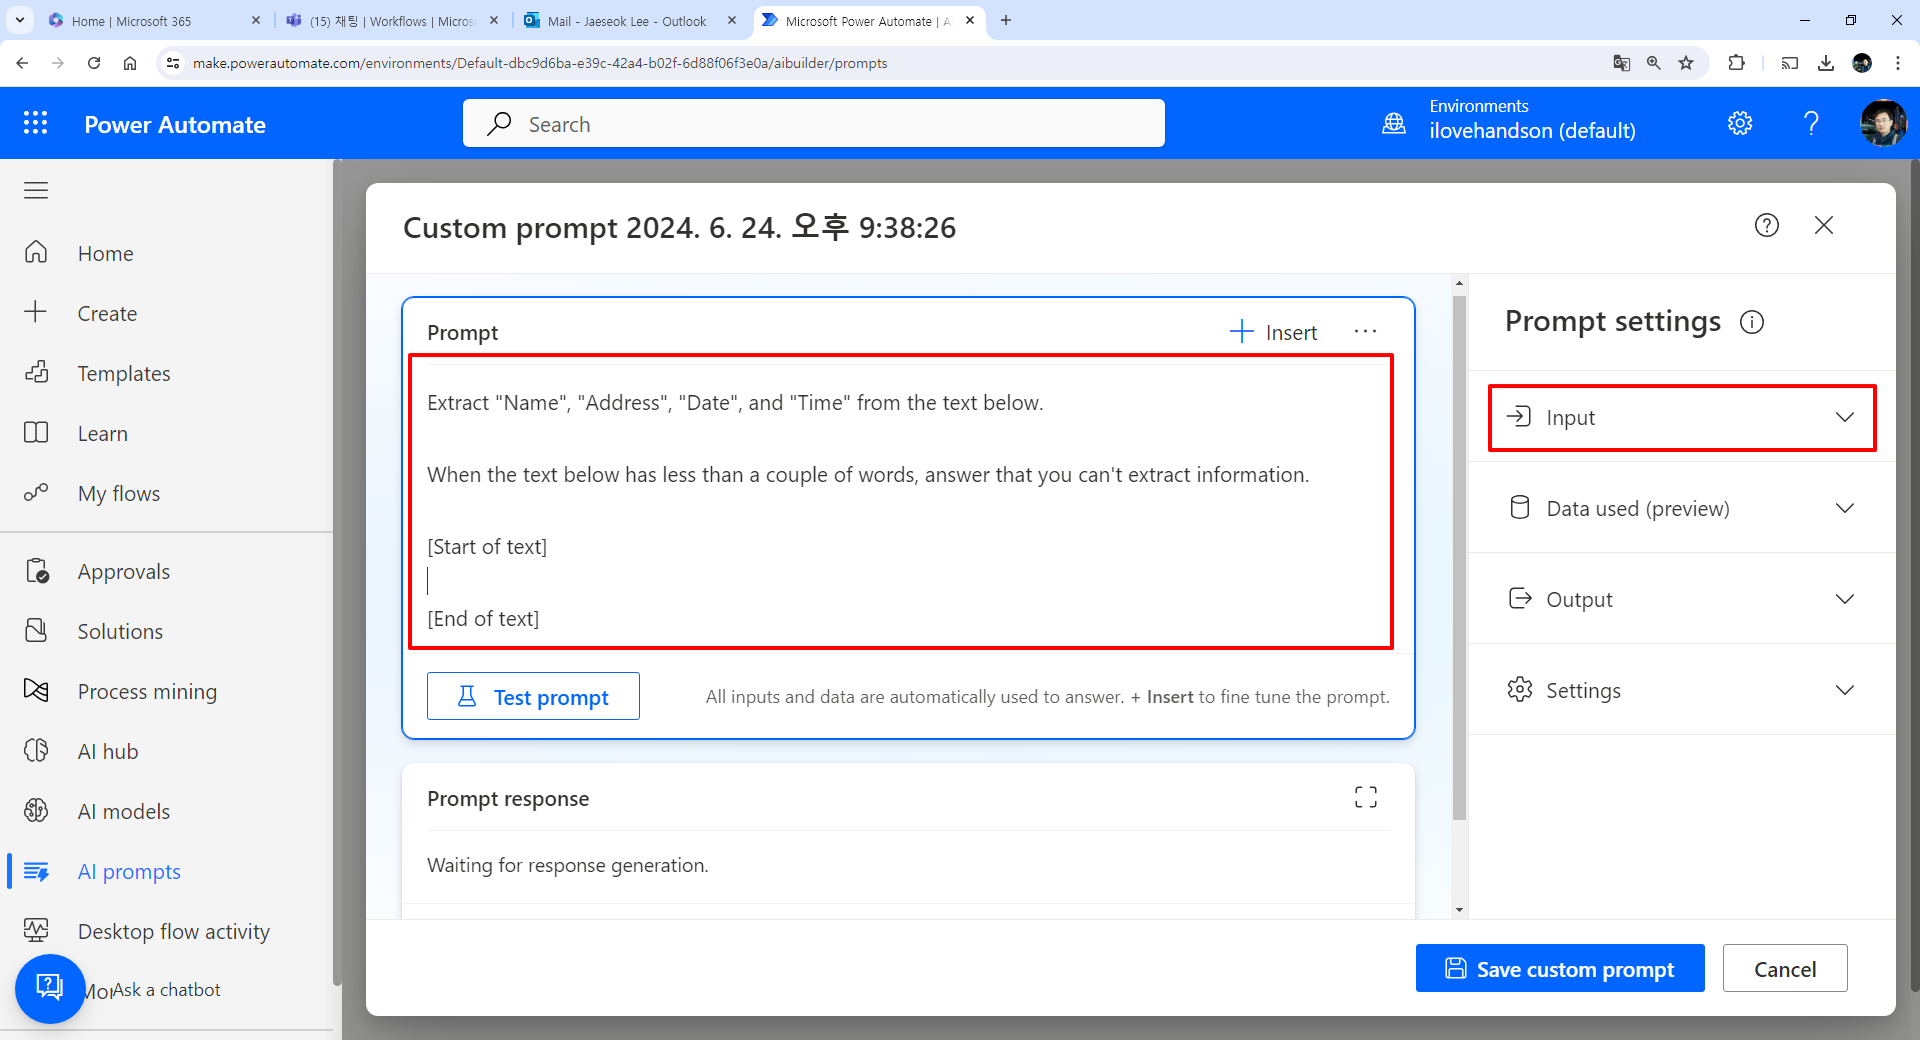 Home | Microsoft 365
(15) 채팅 | Workflows | Micros
Mail - Jaeseok Lee - Outlook
Microsoft Power Automate | A
make.powerautomate.com/environments/Default-dbc9d6ba-e39c-42a4-b02f-6d88f06f3e0a/aibuilder/prompts
Power Automate
Search
Environments
ilovehandson (default)
Home
Create
Templates
Learn
My flows
Approvals
Solutions
Process mining
AI hub
AI models
AI prompts
Desktop flow activity
Mor
Ask a chatbot
Custom prompt 2024. 6. 24. 오후 9:38:26
Prompt
Insert
Extract "Name", "Address", "Date", and "Time" from the text below.
When the text below has less than a couple of words, answer that you can't extract information.
[Start of text]
[End of text]
Test prompt
All inputs and data are automatically used to answer. + Insert to fine tune the prompt.
Prompt response
Waiting for response generation.
Prompt settings
Input
Data used (preview)
Output
Settings
Save custom prompt
Cancel